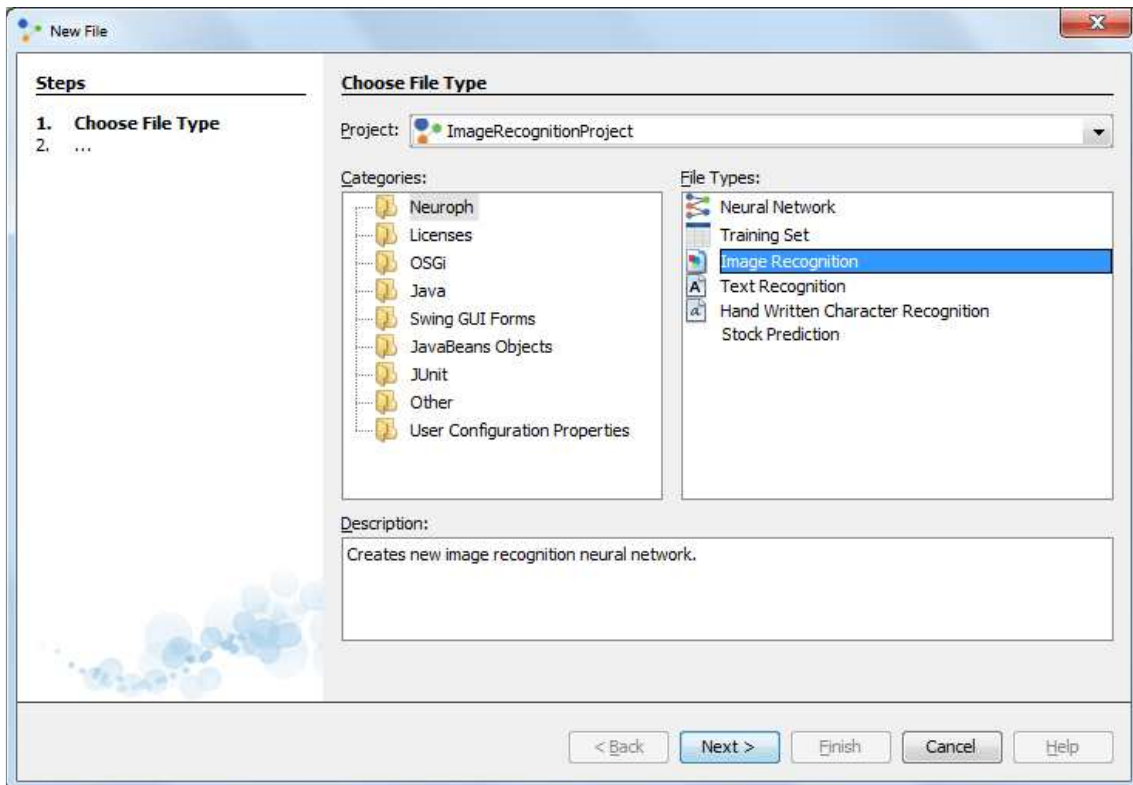 New File
Steps
1. Choose File Type
2. ...
Choose File Type
Project: ImageRecognitionProject
Categories:
Neuroph
Licenses
OSGi
Java
Swing GUI Forms
JavaBeans Objects
JUnit
Other
User Configuration Properties
File Types:
Neural Network
Training Set
Image Recognition
Text Recognition
Hand Written Character Recognition
Stock Prediction
Description:
Creates new image recognition neural network.
< Back Next > Finish Cancel Help